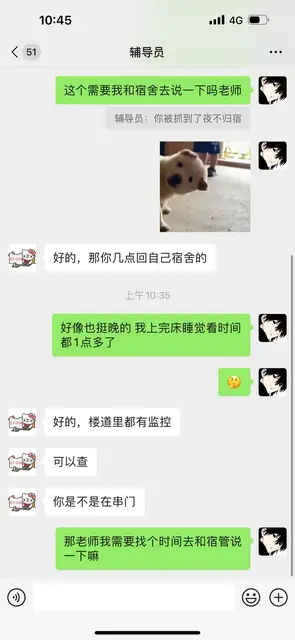 10:45
4G
51
辅导员
这个需要我和宿舍去说一下吗老师
辅导员：你被抓到了夜不归宿
好的，那你几点回自己宿舍的
上午10:35
好像也挺晚的 我上完床睡觉看时间
都1点多了
好的，楼道里都有监控
可以查
你是不是在串门
那老师我需要找个时间去和宿管说
一下嘛